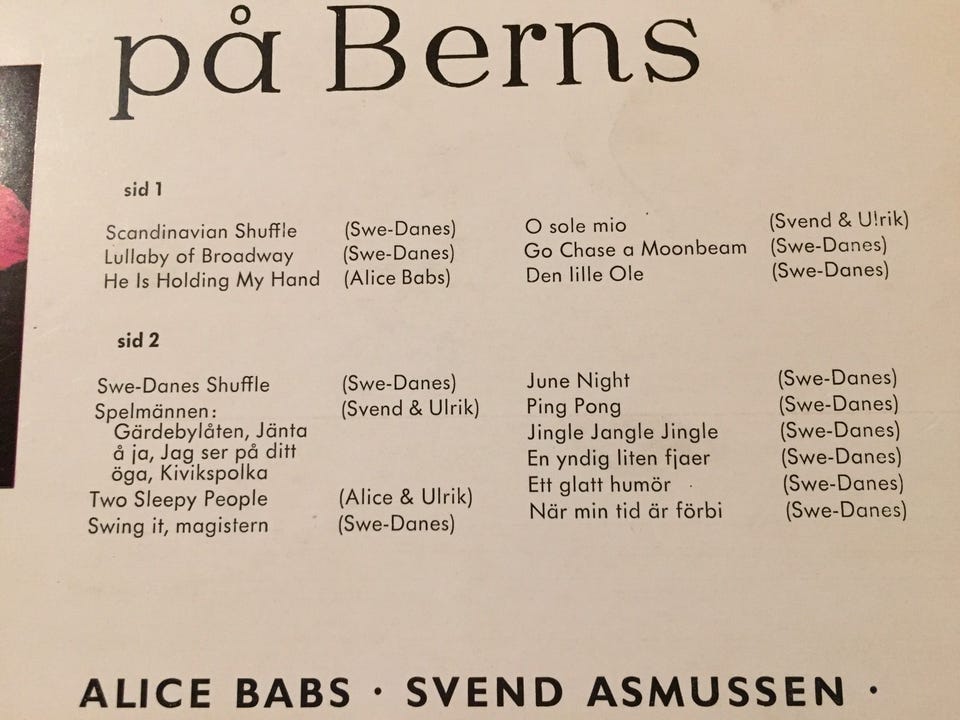 på Berns
sid 1
Scandinavian Shuffle (Swe-Danes)
Lullaby of Broadway (Swe-Danes)
He Is Holding My Hand (Alice Babs)
O sole mio (Svend & Ulrik)
Go Chase a Moonbeam (Swe-Danes)
Den lille Ole (Swe-Danes)
sid 2
Swe-Danes Shuffle (Swe-Danes)
Spelmännen: (Svend & Ulrik)
Gärdebylåten, Jänta
å ja, Jag ser på ditt
öga, Kivikspolka
Two Sleepy People (Alice & Ulrik)
Swing it, magistern (Swe-Danes)
June Night (Swe-Danes)
Ping Pong (Swe-Danes)
Jingle Jangle Jingle (Swe-Danes)
En yndig liten fjaer (Swe-Danes)
Ett glatt humör (Swe-Danes)
När min tid är förbi (Swe-Danes)
ALICE BABS · SVEND ASMUSSEN ·